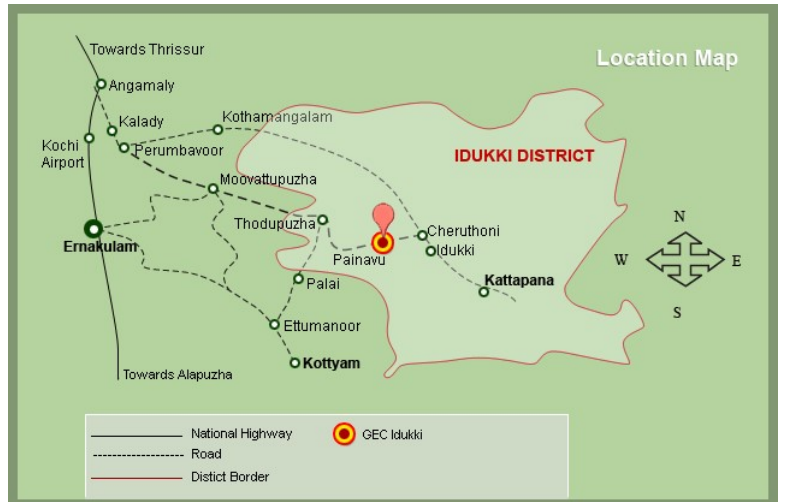 Location Map
Towards Thrissur
Angamaly
Kalady
Kothamangalam
Kochi
Airport
Perumbavoor
IDUKKI DISTRICT
Moovattupuzha
Thodupuzha
Ernakulam
Cheruthoni
Idukki
Painavu
Kattapana
Palai
Ettumanoor
Kottyam
Towards Alapuzha
N
W
E
S
National Highway
GEC Idukki
Road
Distict Border